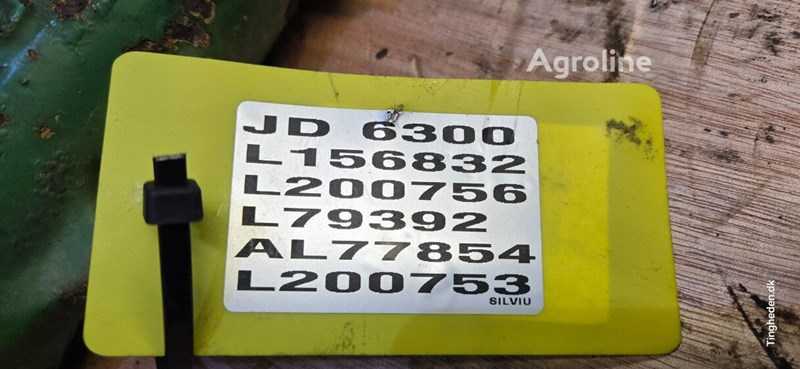 Agroline
JD 6300
L156832
L200756
L79392
AL77854
L200753
SILVIU
Tingheden.dk